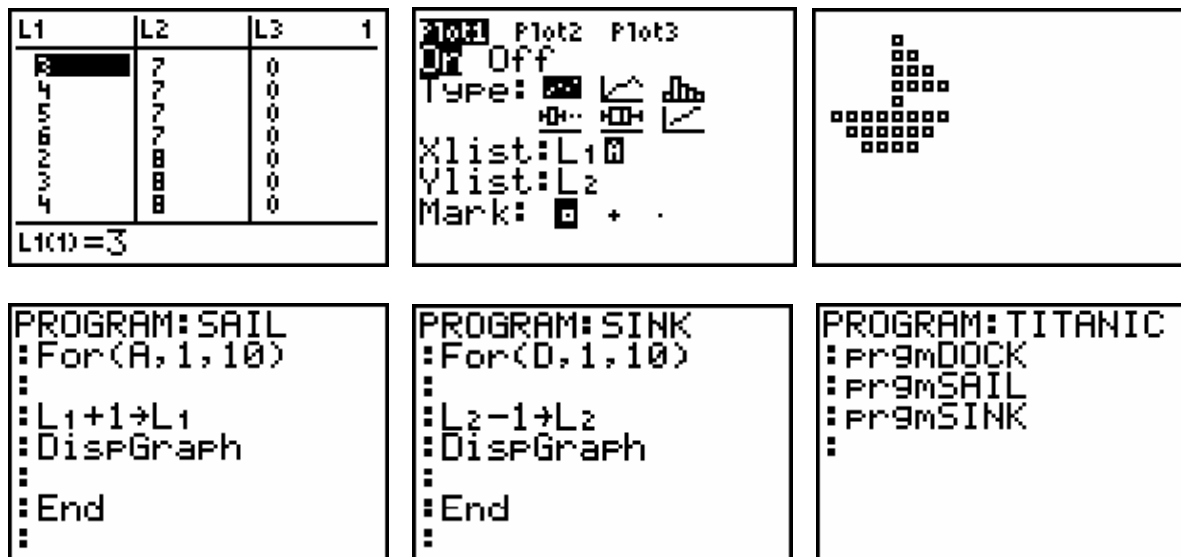 L1 L2 L3 1
3 7 0
4 7 0
5 7 0
6 7 0
2 8 0
3 8 0
4 8 0
L1(1)=3
Plot1 Plot2 Plot3
On Off
Type:
Xlist:L1
Ylist:L2
Mark: + ·
PROGRAM:SAIL
:For(A,1,10)
:
:L1+1→L1
:DispGraph
:
:End
:
PROGRAM:SINK
:For(D,1,10)
:
:L2-1→L2
:DispGraph
:
:End
:
PROGRAM:TITANIC
:prgmDOCK
:prgmSAIL
:prgmSINK
: